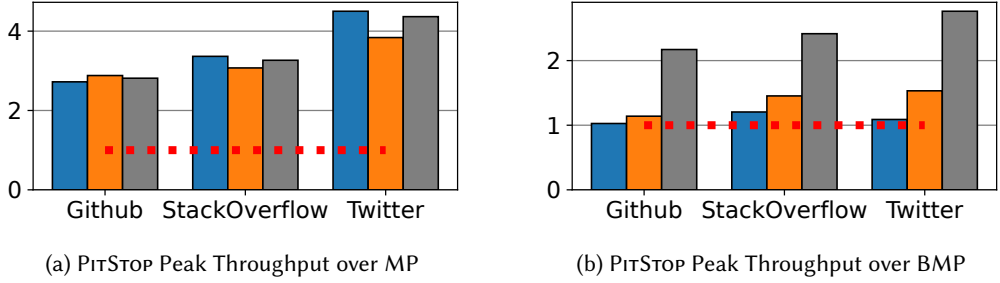 4
2
0
Github StackOverflow Twitter
(a) PitStop Peak Throughput over MP
2
1
0
Github StackOverflow Twitter
(b) PitStop Peak Throughput over BMP